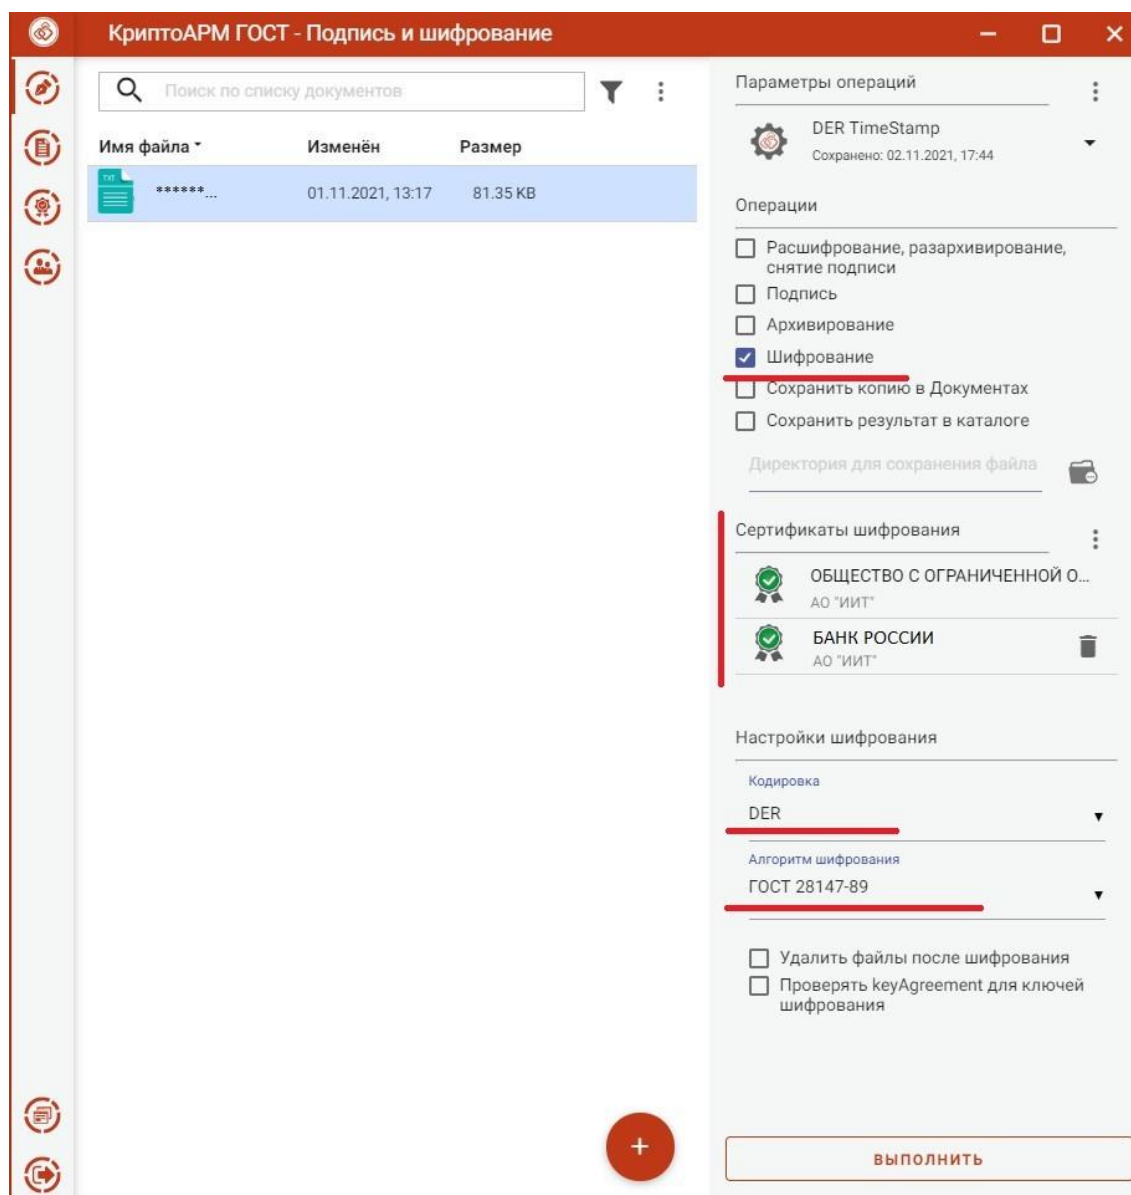 КриптоАРМ ГОСТ - Подпись и шифрование
Поиск по списку документов
Имя файла Изменён Размер
TXT ******... 01.11.2021, 13:17 81.35 KB
Параметры операций
DER TimeStamp
Сохранено: 02.11.2021, 17:44
Операции
Расшифрование, разархивирование,
снятие подписи
Подпись
Архивирование
Шифрование
Сохранить копию в Документах
Сохранить результат в каталоге
Директория для сохранения файла
Сертификаты шифрования
ОБЩЕСТВО С ОГРАНИЧЕННОЙ О...
АО "ИИТ"
БАНК РОССИИ
АО "ИИТ"
Настройки шифрования
Кодировка
DER
Алгоритм шифрования
ГОСТ 28147-89
Удалить файлы после шифрования
Проверять keyAgreement для ключей
шифрования
ВЫПОЛНИТЬ